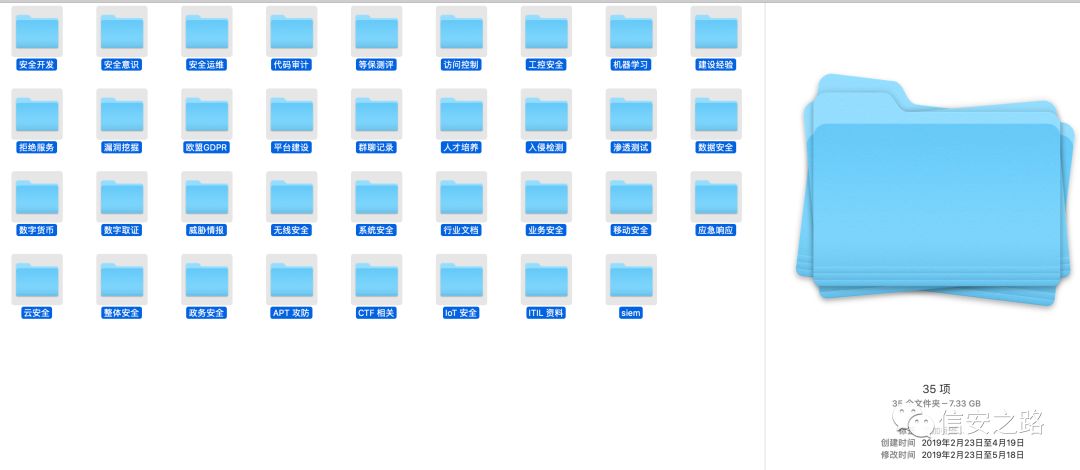 安全开发 安全意识 安全运维 代码审计 等保测评 访问控制 工控安全 机器学习 建设经验
拒绝服务 漏洞挖掘 欧盟GDPR 平台建设 群聊记录 人才培养 入侵检测 渗透测试 数据安全
数字货币 数字取证 威胁情报 无线安全 系统安全 行业文档 业务安全 移动安全 应急响应
云安全 整体安全 政务安全 APT 攻防 CTF 相关 IoT 安全 ITIL 资料 siem
35 项
35 个文件夹 – 7.33 GB
信安之路
创建时间 2019年2月23日至4月19日
修改时间 2019年2月23日至5月18日